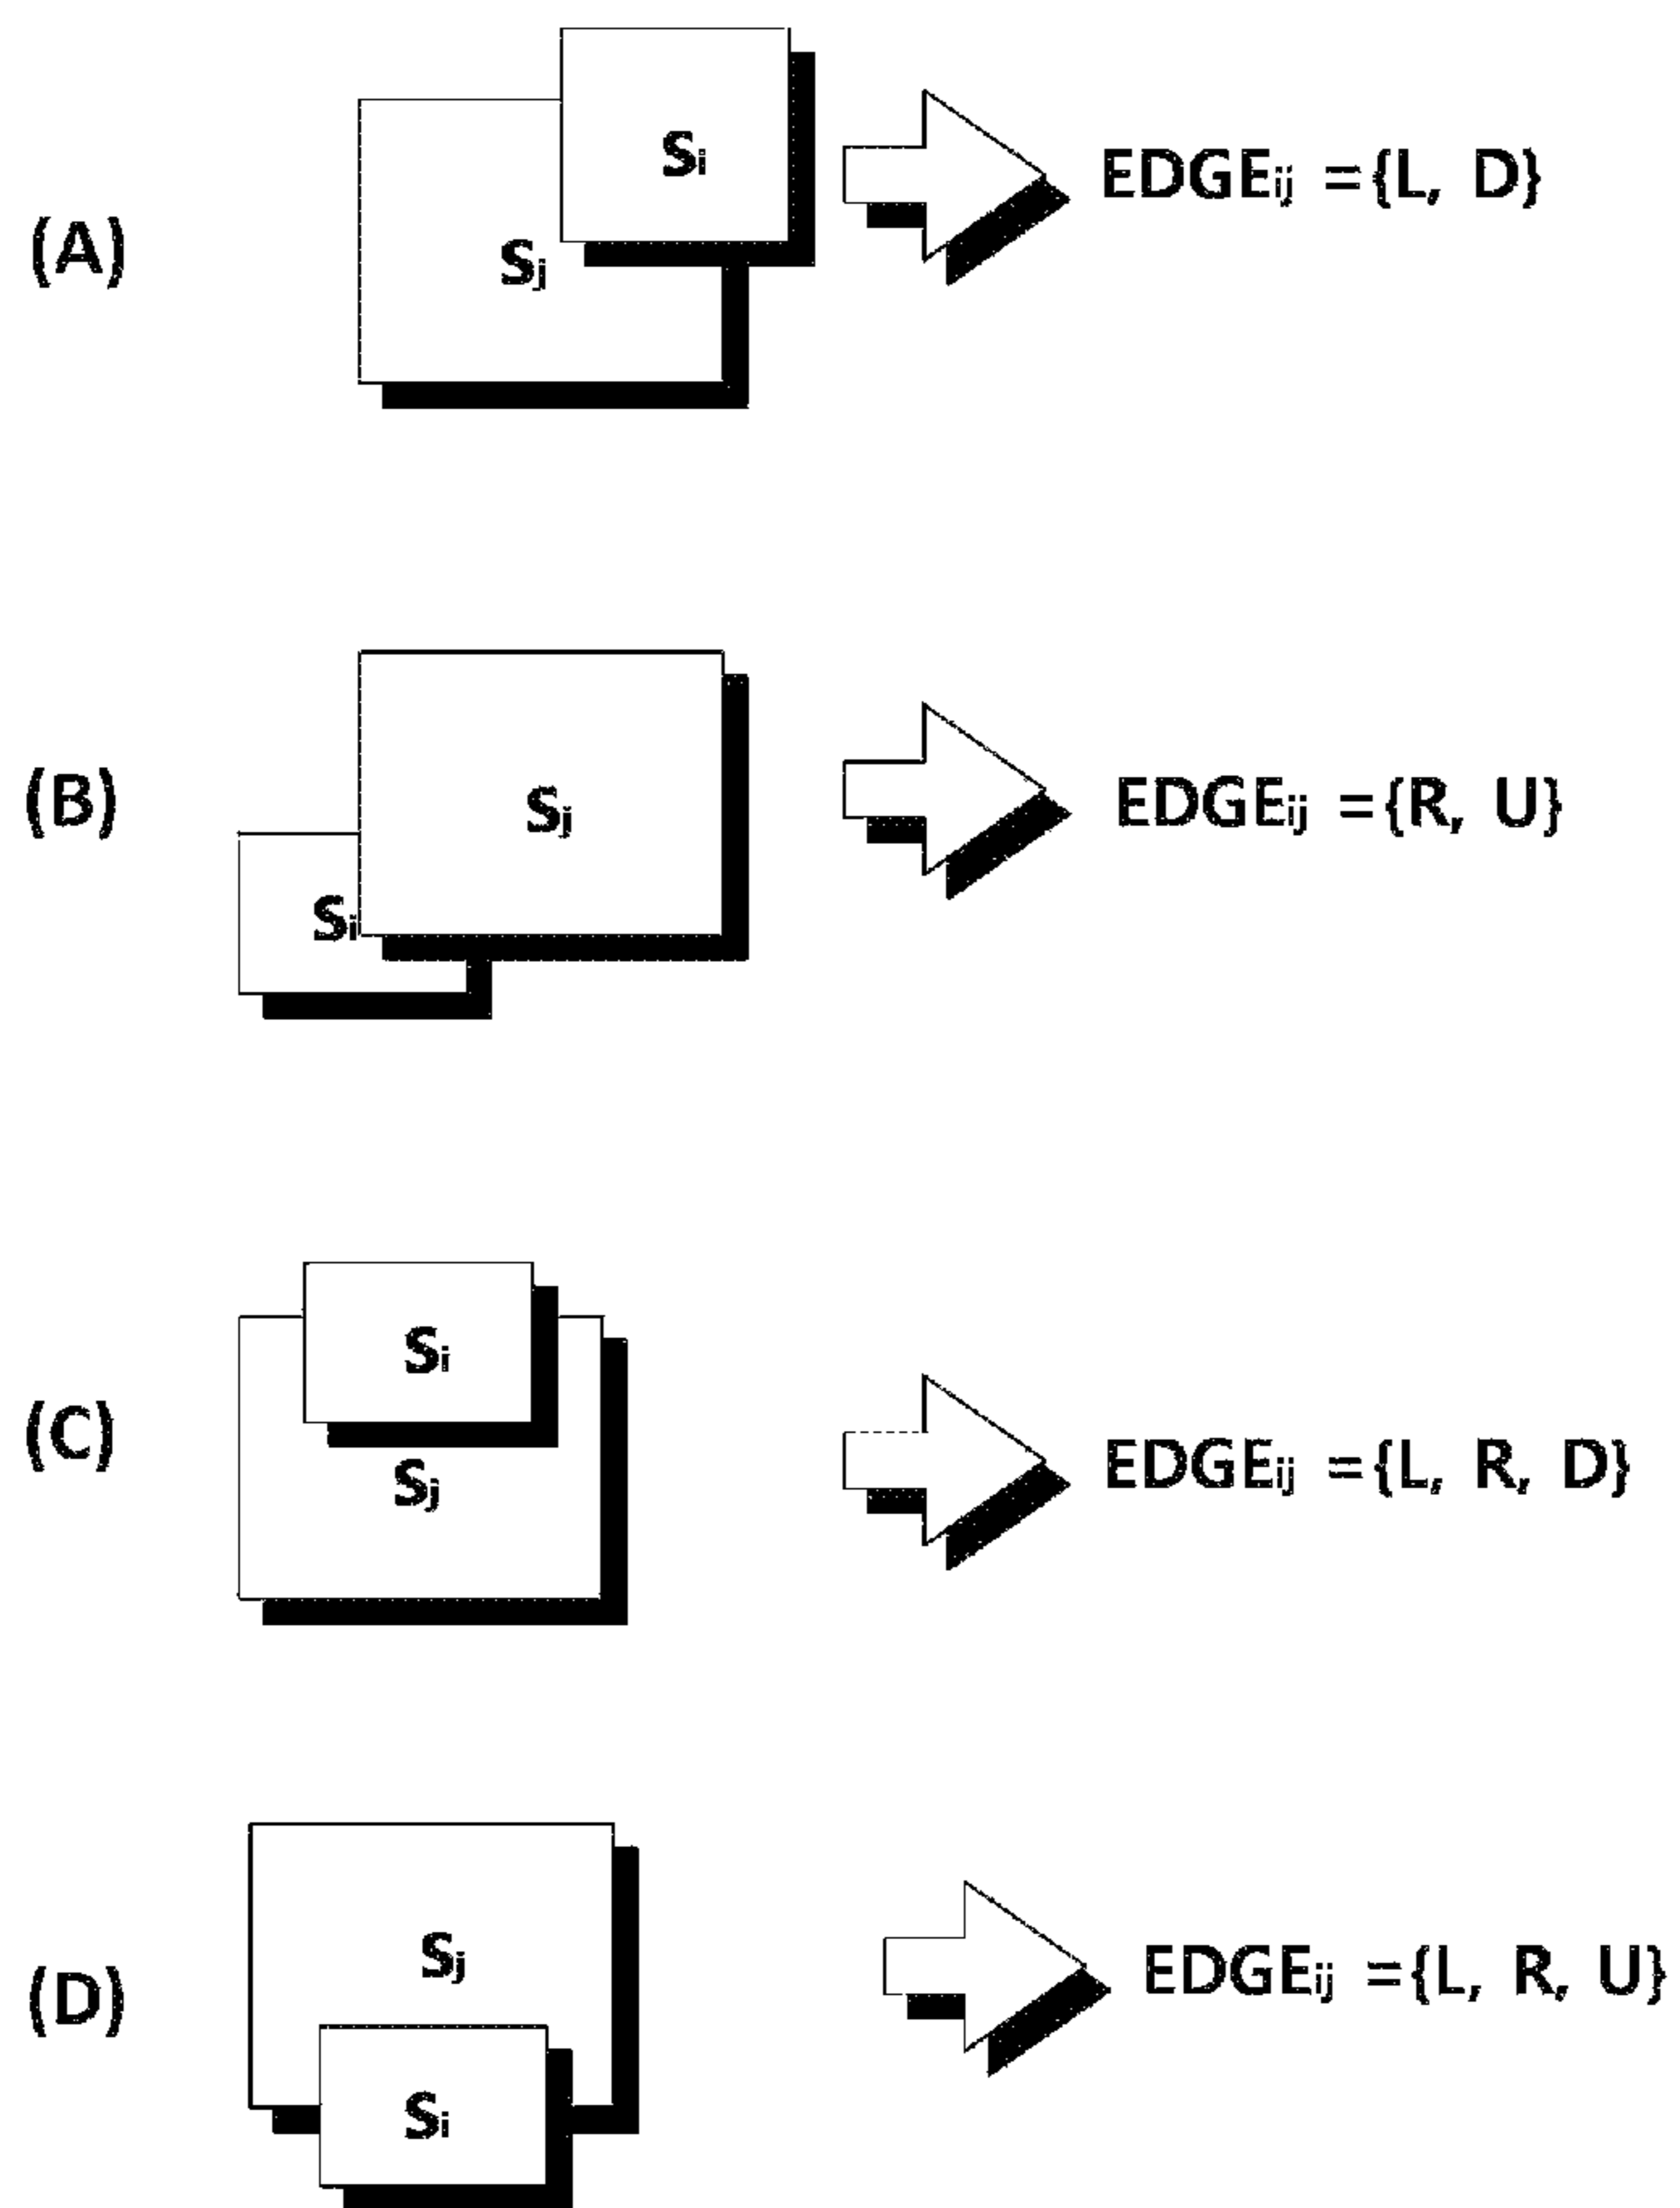 Si
(A)
Sj
EDGEij ={L, D}
(B)
Sj
Si
EDGEij ={R, U}
Si
(C)
Sj
EDGEij ={L, R, D}
Sj
(D)
Si
EDGEij ={L, R, U}